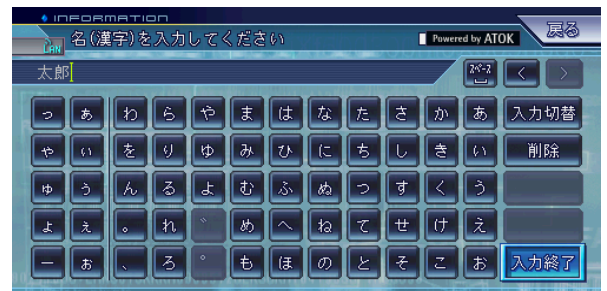 INFORMATION
LAN 名(漢字)を入力してください Powered by ATOK 戻る
太郎 スペース < >
っ ぁ わ ら や ま は な た さ か あ 入力切替
ゃ ぃ を り ゆ み ひ に ち し き い 削除
ゅ ぅ ん る よ む ふ ぬ つ す く う
ょ ぇ 。 れ ゛ め へ ね て せ け え
ー ぉ 、 ろ ゜ も ほ の と そ こ お 入力終了